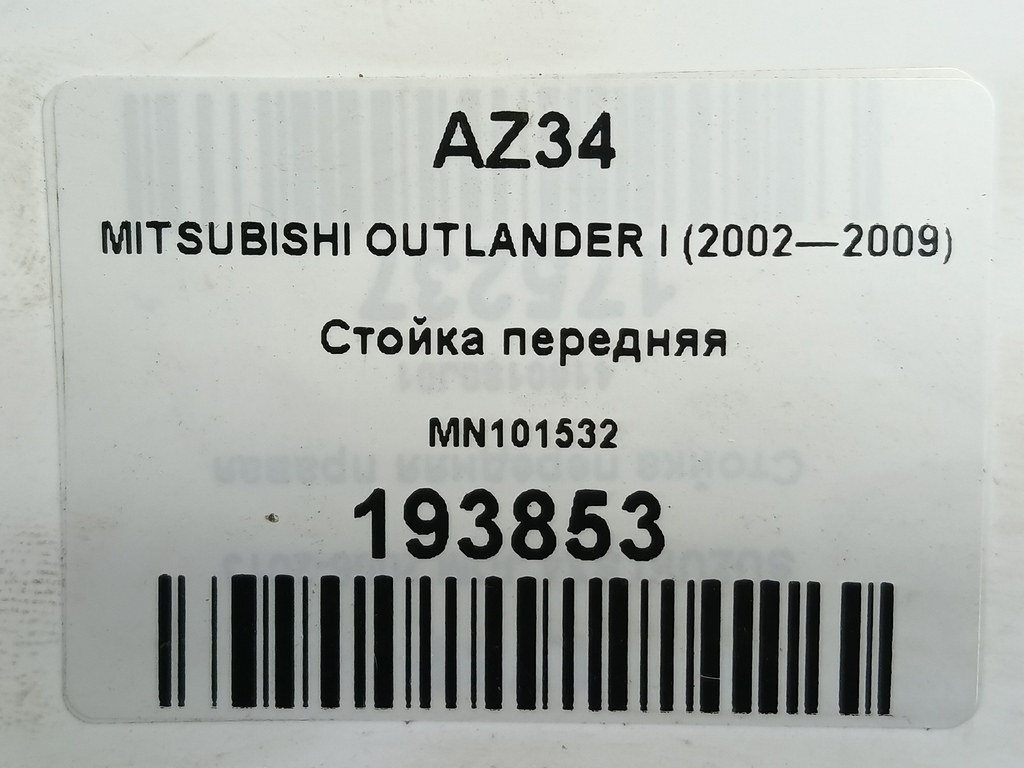 AZ34
MITSUBISHI OUTLANDER I (2002—2009)
Стойка передняя
MN101532
193853